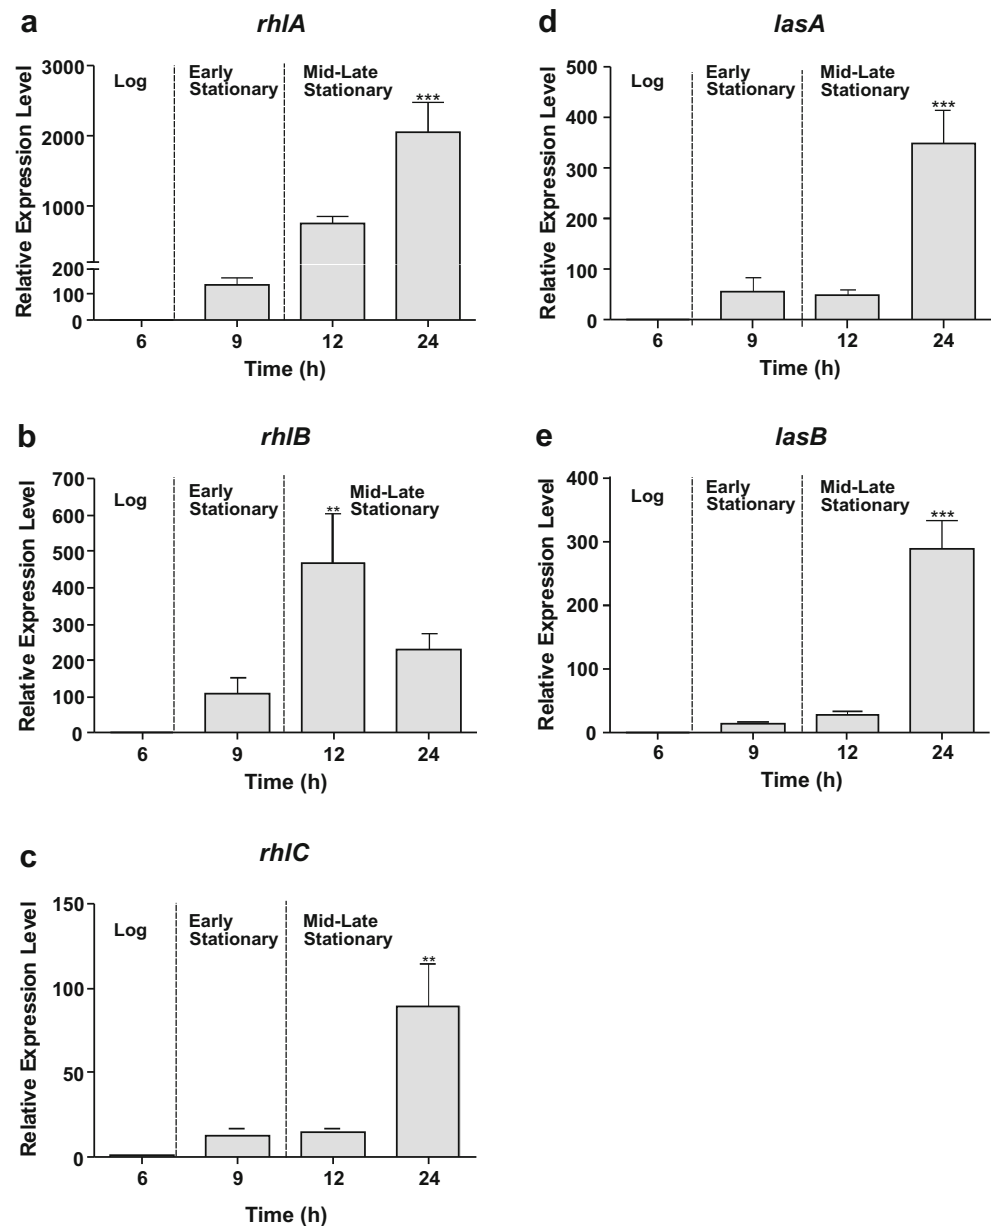 a
rhlA
Relative Expression Level
3000
2000
1000
200
100
0
Log
Early
Stationary
Mid-Late
Stationary
***
6
9
12
24
Time (h)
b
rhlB
Relative Expression Level
700
600
500
400
300
200
100
0
Log
Early
Stationary
Mid-Late
Stationary
**
6
9
12
24
Time (h)
c
rhlC
Relative Expression Level
150
100
50
0
Log
Early
Stationary
Mid-Late
Stationary
**
6
9
12
24
Time (h)
d
lasA
Relative Expression Level
500
400
300
200
100
0
Log
Early
Stationary
Mid-Late
Stationary
***
6
9
12
24
Time (h)
e
lasB
Relative Expression Level
400
300
200
100
0
Log
Early
Stationary
Mid-Late
Stationary
***
6
9
12
24
Time (h)